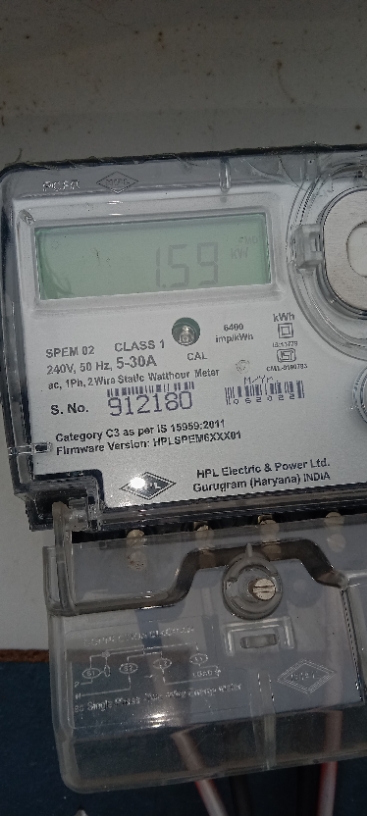 1.59
kW
SPEM 02 CLASS 1
6400
imp/kWh
kWh
240V, 50 Hz, 5-30A
CAL
ac, 1Ph, 2 Wire Static Watthour Meter
M/Yr
S. No. 912180
062022
Category C3 as per IS 15959:2011
Firmware Version: HPLSPEM6XXX01
HPL Electric & Power Ltd.
Gurugram (Haryana) INDIA